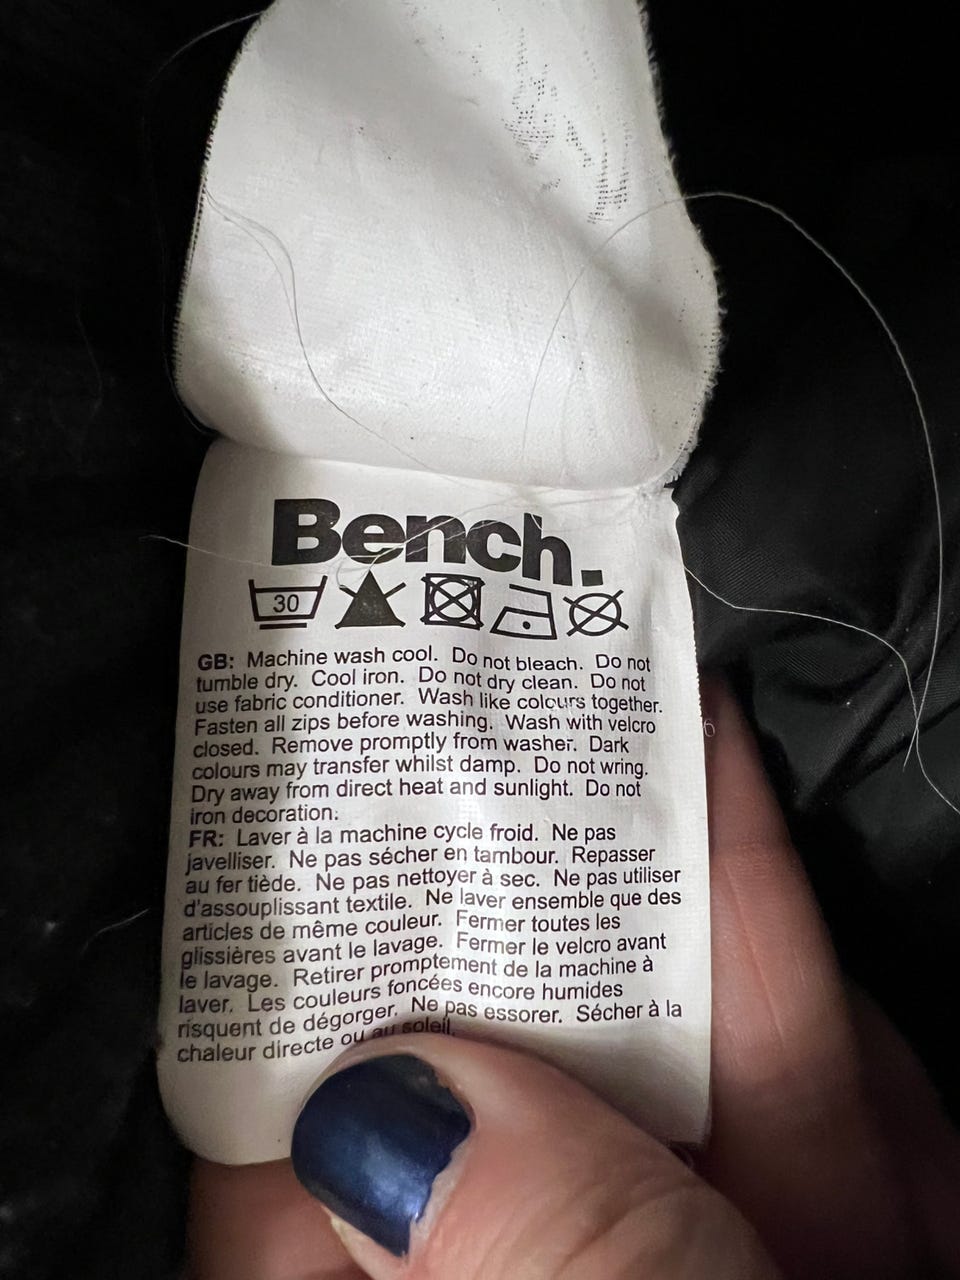 Bench.
30
GB: Machine wash cool. Do not bleach. Do not
tumble dry. Cool iron. Do not dry clean. Do not
use fabric conditioner. Wash like colours together.
Fasten all zips before washing. Wash with velcro
closed. Remove promptly from washer. Dark
colours may transfer whilst damp. Do not wring.
Dry away from direct heat and sunlight. Do not
iron decoration.
FR: Laver à la machine cycle froid. Ne pas
javelliser. Ne pas sécher en tambour. Repasser
au fer tiède. Ne pas nettoyer à sec. Ne pas utiliser
d'assouplissant textile. Ne laver ensemble que des
articles de même couleur. Fermer toutes les
glissières avant le lavage. Fermer le velcro avant
le lavage. Retirer promptement de la machine à
laver. Les couleurs foncées encore humides
risquent de dégorger. Ne pas essorer. Sécher à la
chaleur directe ou au soleil.